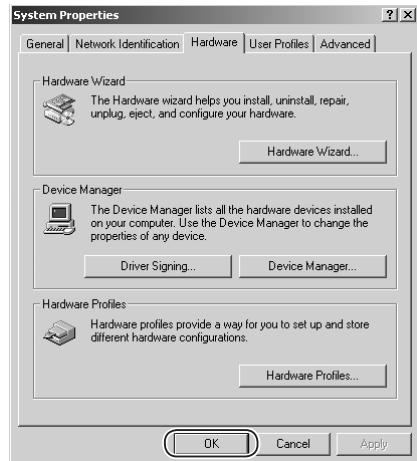 System Properties
General Network Identification Hardware User Profiles Advanced
Hardware Wizard
The Hardware wizard helps you install, uninstall, repair,
unplug, eject, and configure your hardware.
Hardware Wizard...
Device Manager
The Device Manager lists all the hardware devices installed
on your computer. Use the Device Manager to change the
properties of any device.
Driver Signing... Device Manager...
Hardware Profiles
Hardware profiles provide a way for you to set up and store
different hardware configurations.
Hardware Profiles...
OK Cancel Apply